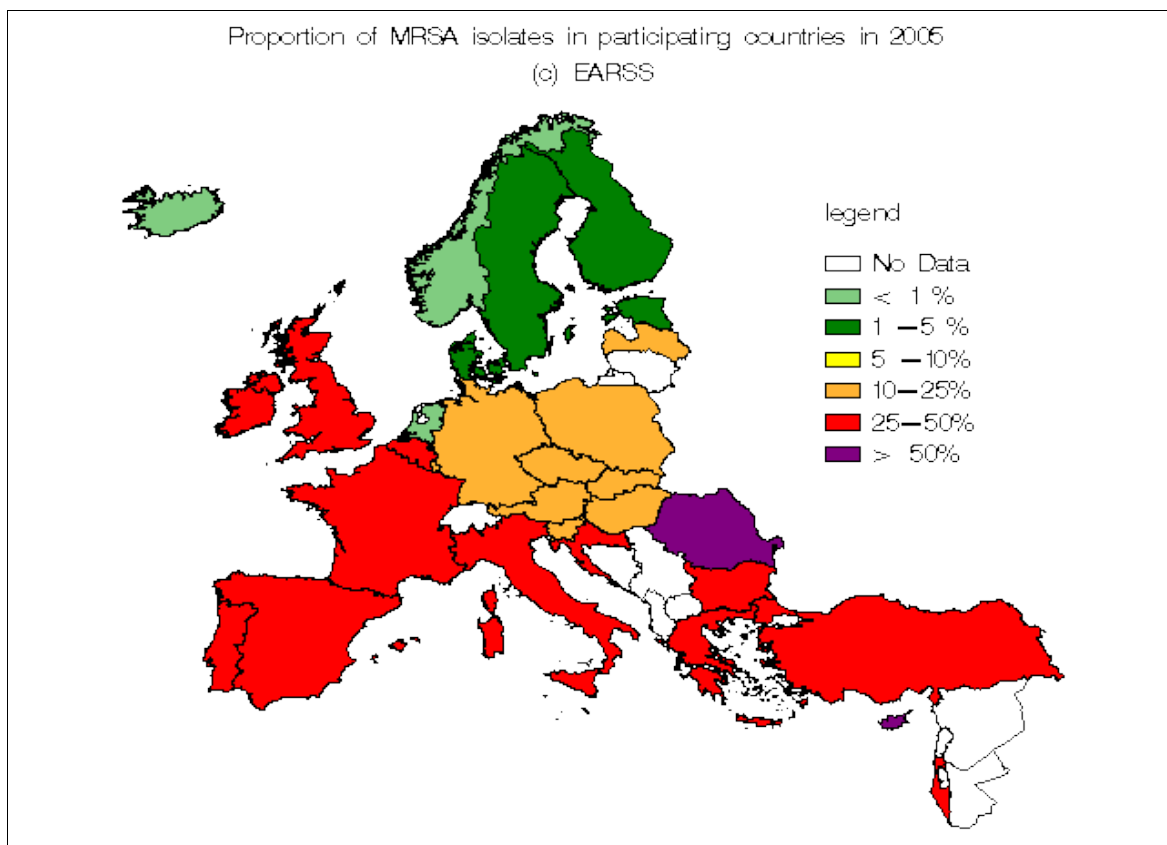 Proportion of MRSA isolates in participating countries in 2005
(c) EARSS
legend
No Data
< 1 %
1 –5 %
5 –10%
10–25%
25–50%
> 50%